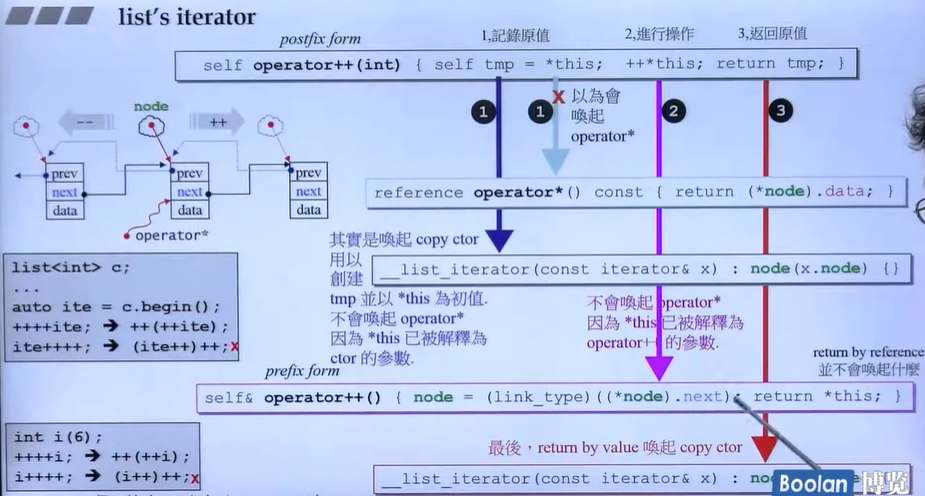 list's iterator
postfix form
1,記錄原值
2,進行操作
3,返回原值
self operator++(int) { self tmp = *this; ++*this; return tmp; }
node
--
++
prev
next
data
prev
next
data
prev
next
data
operator*
1
1
x 以為會
喚起
operator*
2
3
reference operator*() const { return (*node).data; }
其實是喚起 copy ctor
用以
創建
tmp 並以 *this 為初值.
不會喚起 operator*
因為 *this 已被解釋為
ctor 的參數.
__list_iterator(const iterator& x) : node(x.node) {}
不會喚起 operator*
因為 *this 已被解釋為
operator++ 的參數.
list<int> c;
...
auto ite = c.begin();
++++ite; ➔ ++(++ite);
ite++++; ➔ (ite++)++;x
prefix form
return by reference
並不會喚起什麼
self& operator++() { node = (link_type)((*node).next); return *this; }
int i(6);
++++i; ➔ ++(++i);
i++++; ➔ (i++)++;x
最後，return by value 喚起 copy ctor
__list_iterator(const iterator& x) :
Boolan 博览